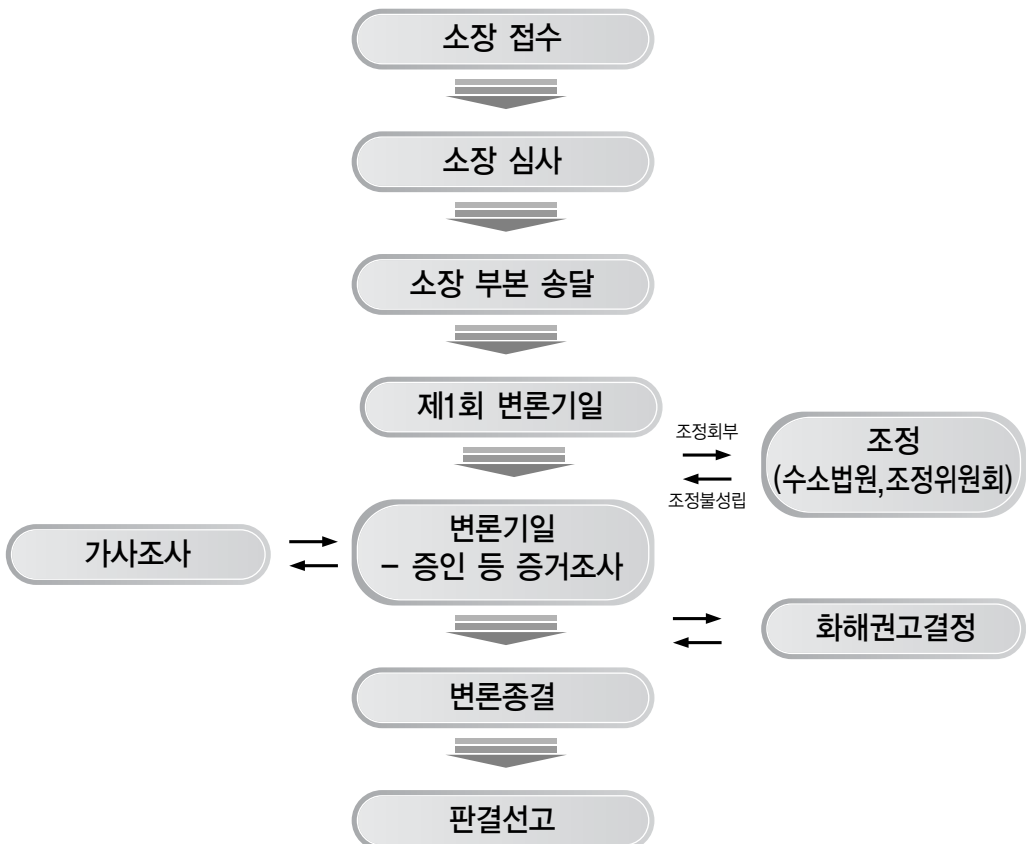 소장 접수
소장 심사
소장 부본 송달
제1회 변론기일
조정회부
조정불성립
조정
(수소법원,조정위원회)
가사조사
변론기일
- 증인 등 증거조사
화해권고결정
변론종결
판결선고